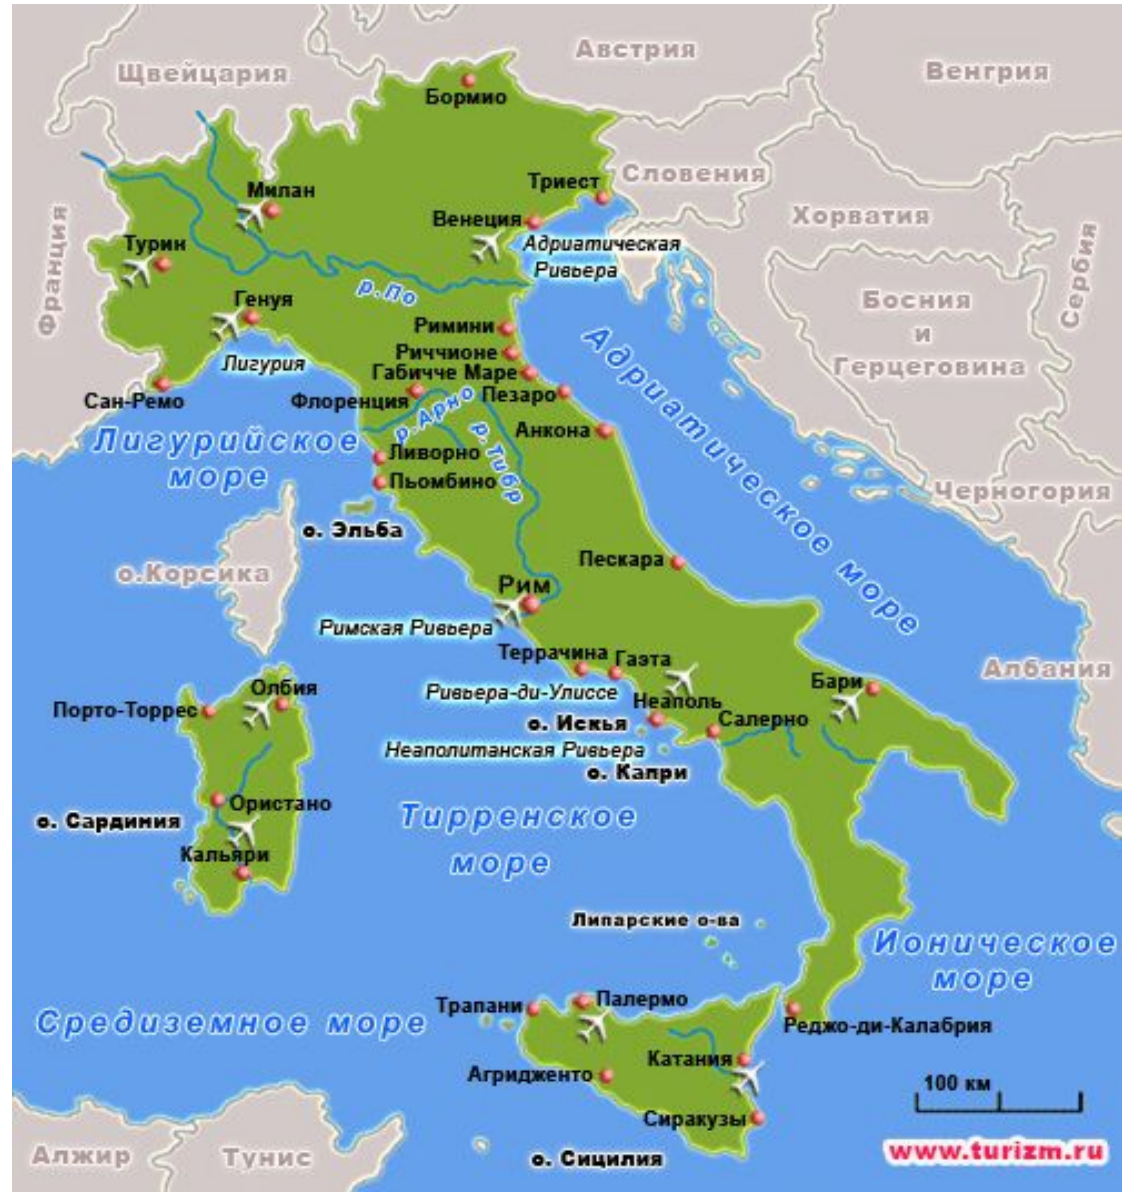 Австрия
Щвейцария
Венгрия
Бормио
Словения
Триест
Милан
Хорватия
Венеция
Франция
Турин
Адриатическая
Ривьера
Сербия
р.По
Генуя
Босния
и
Герцеговина
Римини
Риччионе
Лигурия
Габичче Маре
Сан-Ремо
Флоренция
Пезаро
р.Арно
Адриатическое море
Анкона
Лигурийское
море
Ливорно
р.Тибр
Пьомбино
Черногория
о. Эльба
Пескара
о.Корсика
Рим
Римская Ривьера
Террачина
Гаэта
Албания
Олбия
Бари
Ривьера-ди-Улиссе
Порто-Торрес
Неаполь
о. Искья
Салерно
Неаполитанская Ривьера
о. Капри
Ористано
о. Сардиния
Тирренское
море
Кальяри
Липарские о-ва
Ионическое
море
Трапани
Палермо
Средиземное море
Реджо-ди-Калабрия
Катания
Агридженто
100 км
Сиракузы
www.turizm.ru
Алжир
Тунис
о. Сицилия